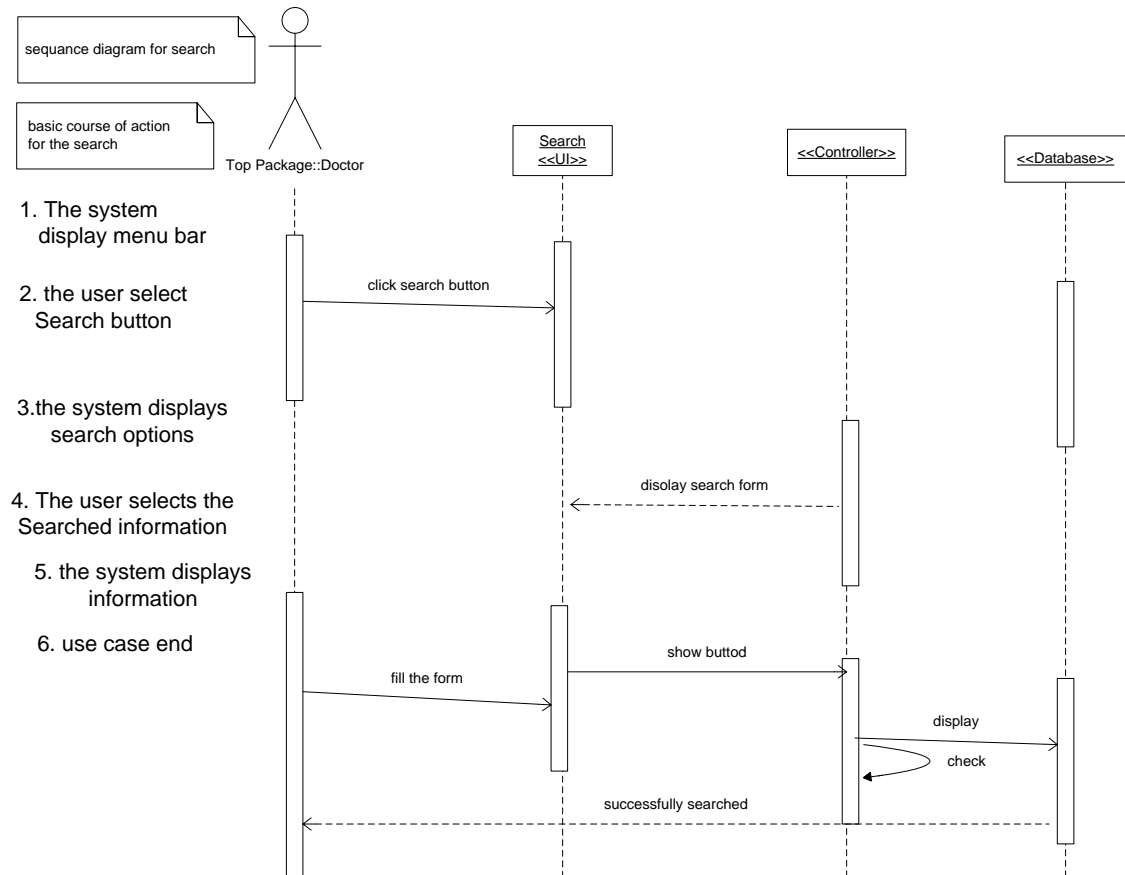 sequance diagram for search
basic course of action
for the search
Top Package::Doctor
Search
<<UI>>
<<Controller>>
<<Database>>
1. The system
display menu bar
2. the user select
Search button
3.the system displays
search options
4. The user selects the
Searched information
5. the system displays
information
6. use case end
click search button
disolay search form
show buttod
fill the form
display
check
successfully searched